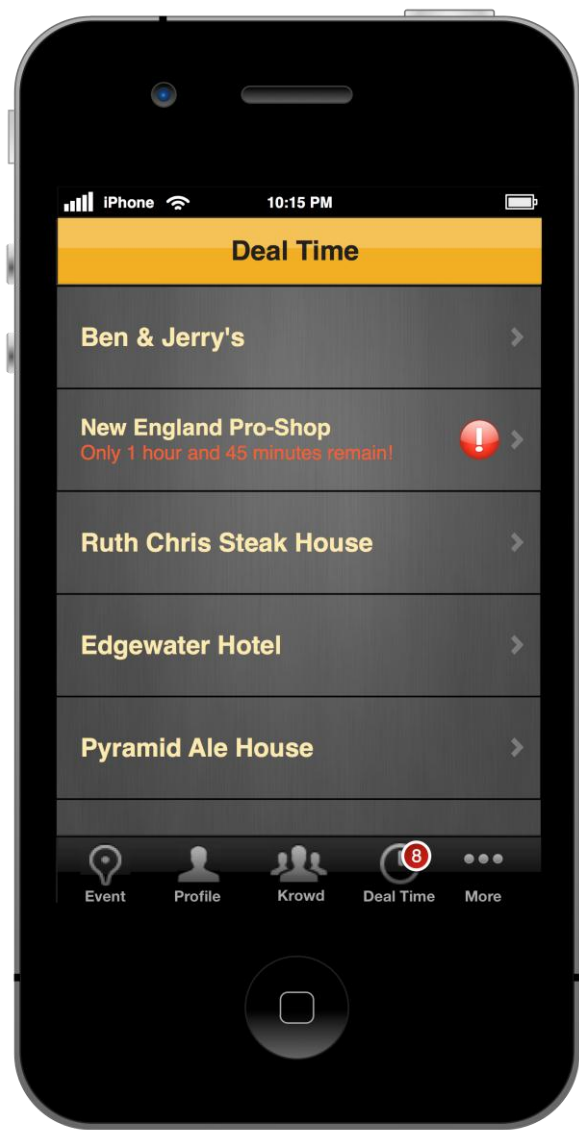 iPhone 10:15 PM
Deal Time
Ben & Jerry's
New England Pro-Shop
Only 1 hour and 45 minutes remain!
!
Ruth Chris Steak House
Edgewater Hotel
Pyramid Ale House
8
Event Profile Krowd Deal Time More